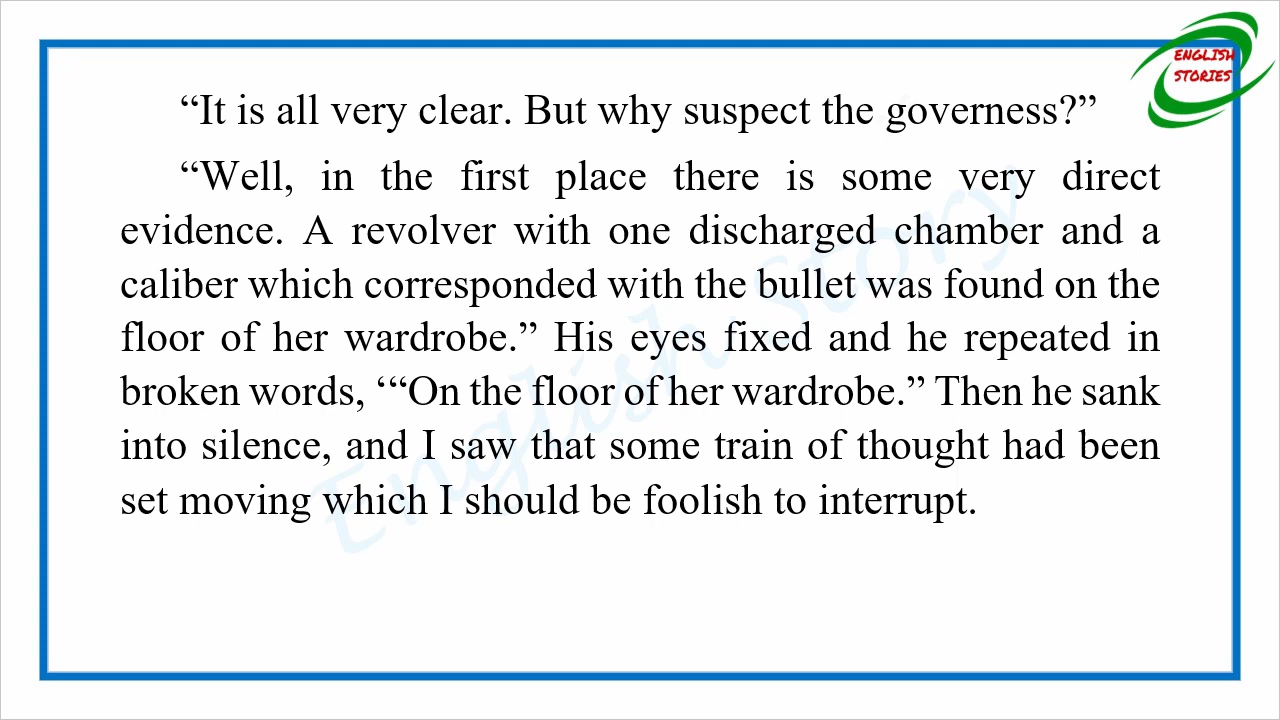 ENGLISH
STORIES
“It is all very clear. But why suspect the governess?”
“Well, in the first place there is some very direct
evidence. A revolver with one discharged chamber and a
caliber which corresponded with the bullet was found on the
floor of her wardrobe.” His eyes fixed and he repeated in
broken words, ‘“On the floor of her wardrobe.” Then he sank
into silence, and I saw that some train of thought had been
set moving which I should be foolish to interrupt.
English Story